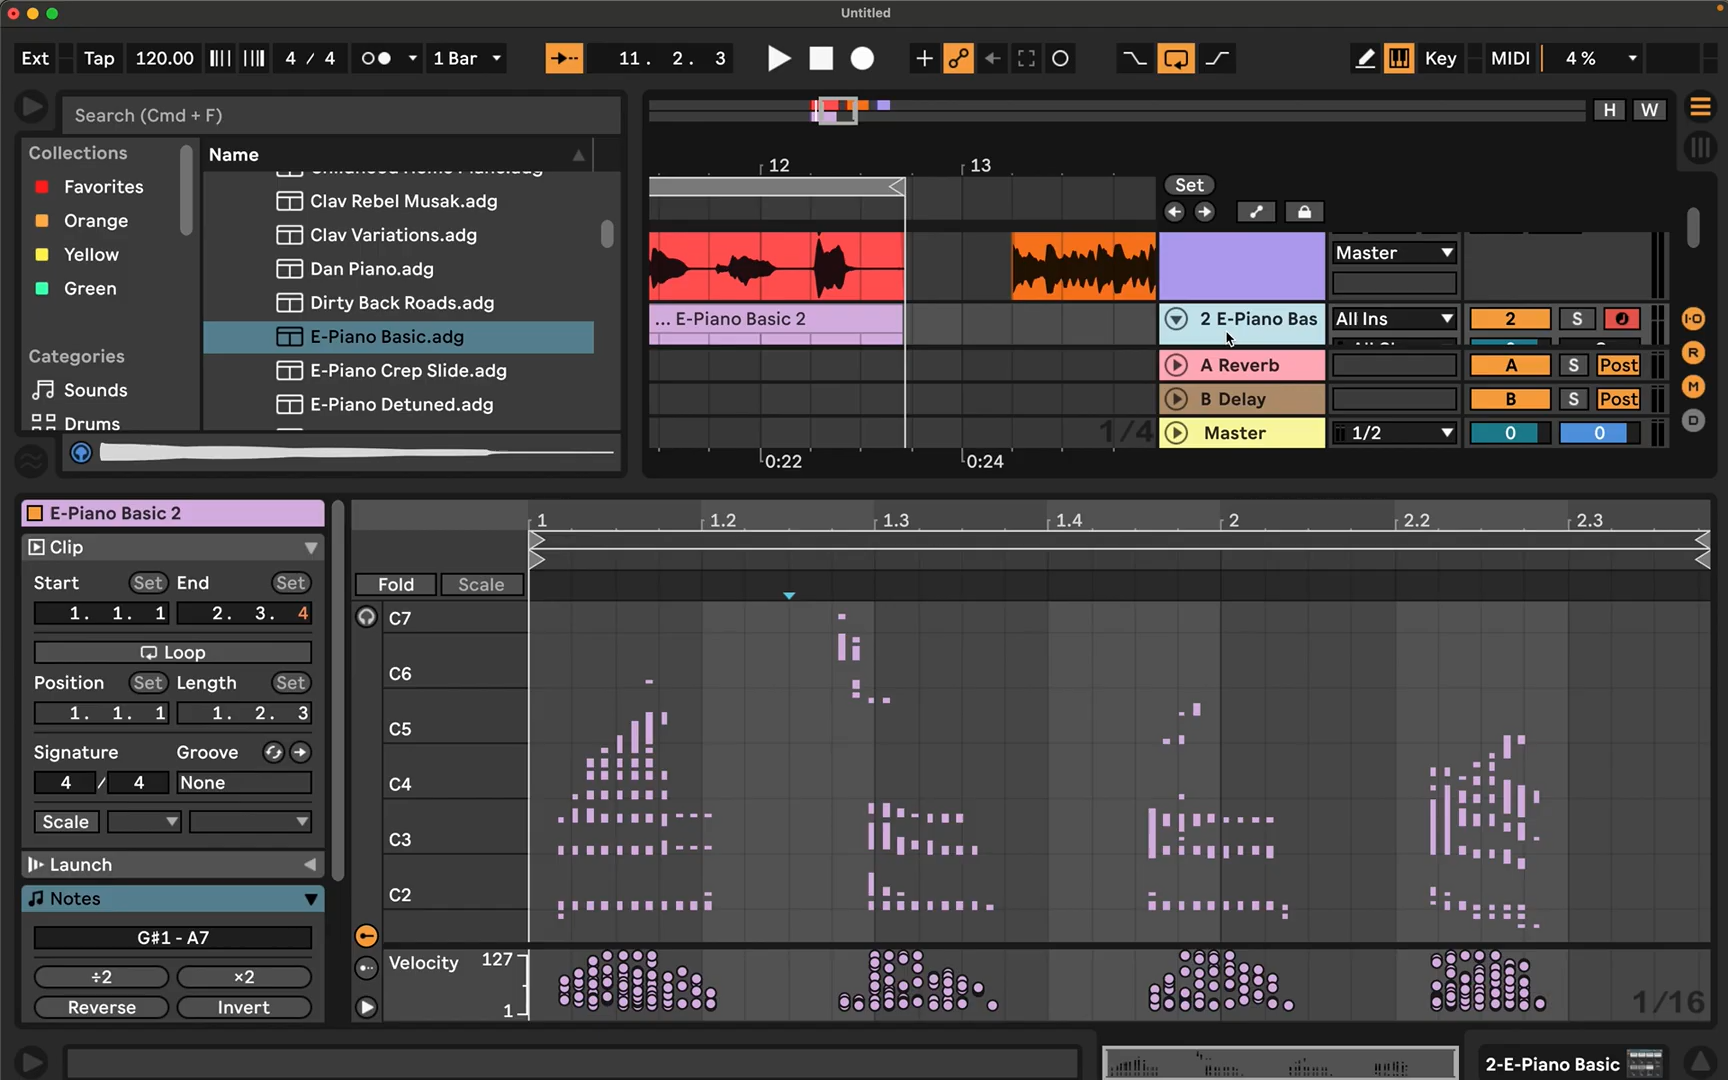 Untitled
Ext Tap 120.00 4 / 4 1 Bar 11. 2. 3 Key MIDI 4 %
Search (Cmd + F)
H W
Collections
Favorites
Orange
Yellow
Green
Categories
Sounds
Drums
Name
Clav Rebel Musak.adg
Clav Variations.adg
Dan Piano.adg
Dirty Back Roads.adg
E-Piano Basic.adg
E-Piano Crep Slide.adg
E-Piano Detuned.adg
12 13
Set
Master
... E-Piano Basic 2 2 E-Piano Bas All Ins 2 S
A Reverb A S Post
B Delay B S Post
1/4 Master 1/2 0 0
0:22 0:24
I·O
R
M
D
E-Piano Basic 2
Clip
Start Set End Set
1. 1. 1 2. 3. 4
Loop
Position Set Length Set
1. 1. 1 1. 2. 3
Signature Groove
4 / 4 None
Scale
Launch
Notes
G#1 - A7
÷2 ×2
Reverse Invert
1 1.2 1.3 1.4 2 2.2 2.3
Fold Scale
C7
C6
C5
C4
C3
C2
Velocity 127
1
1/16
2-E-Piano Basic